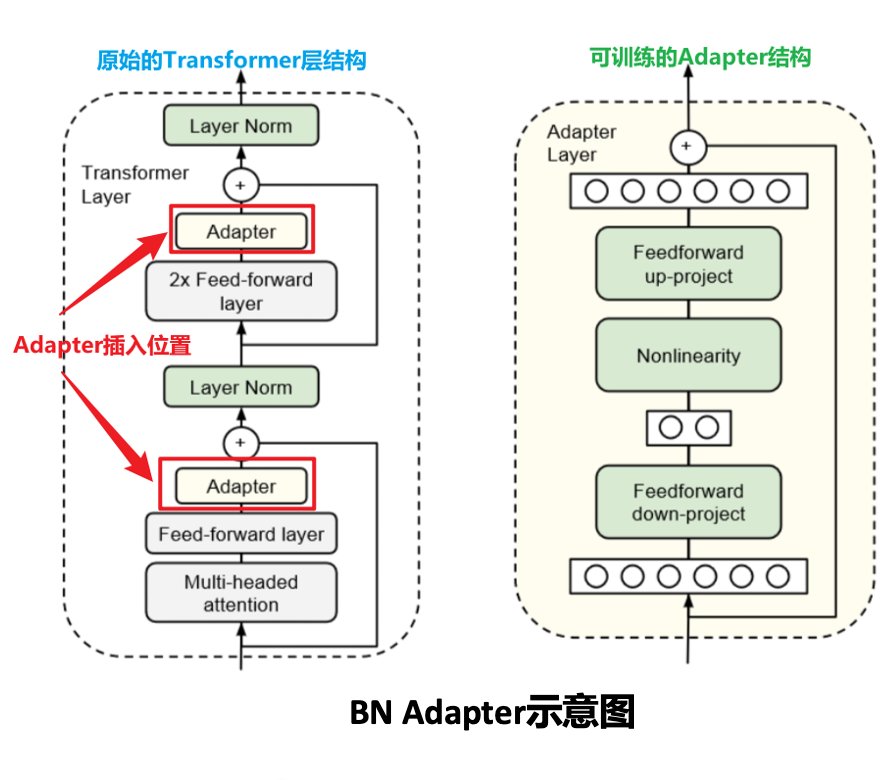 原始的Transformer层结构
Layer Norm
Transformer
Layer
+
Adapter
2x Feed-forward
layer
Adapter插入位置
Layer Norm
+
Adapter
Feed-forward layer
Multi-headed
attention
可训练的Adapter结构
Adapter
Layer
+
Feedforward
up-project
Nonlinearity
Feedforward
down-project
BN Adapter示意图